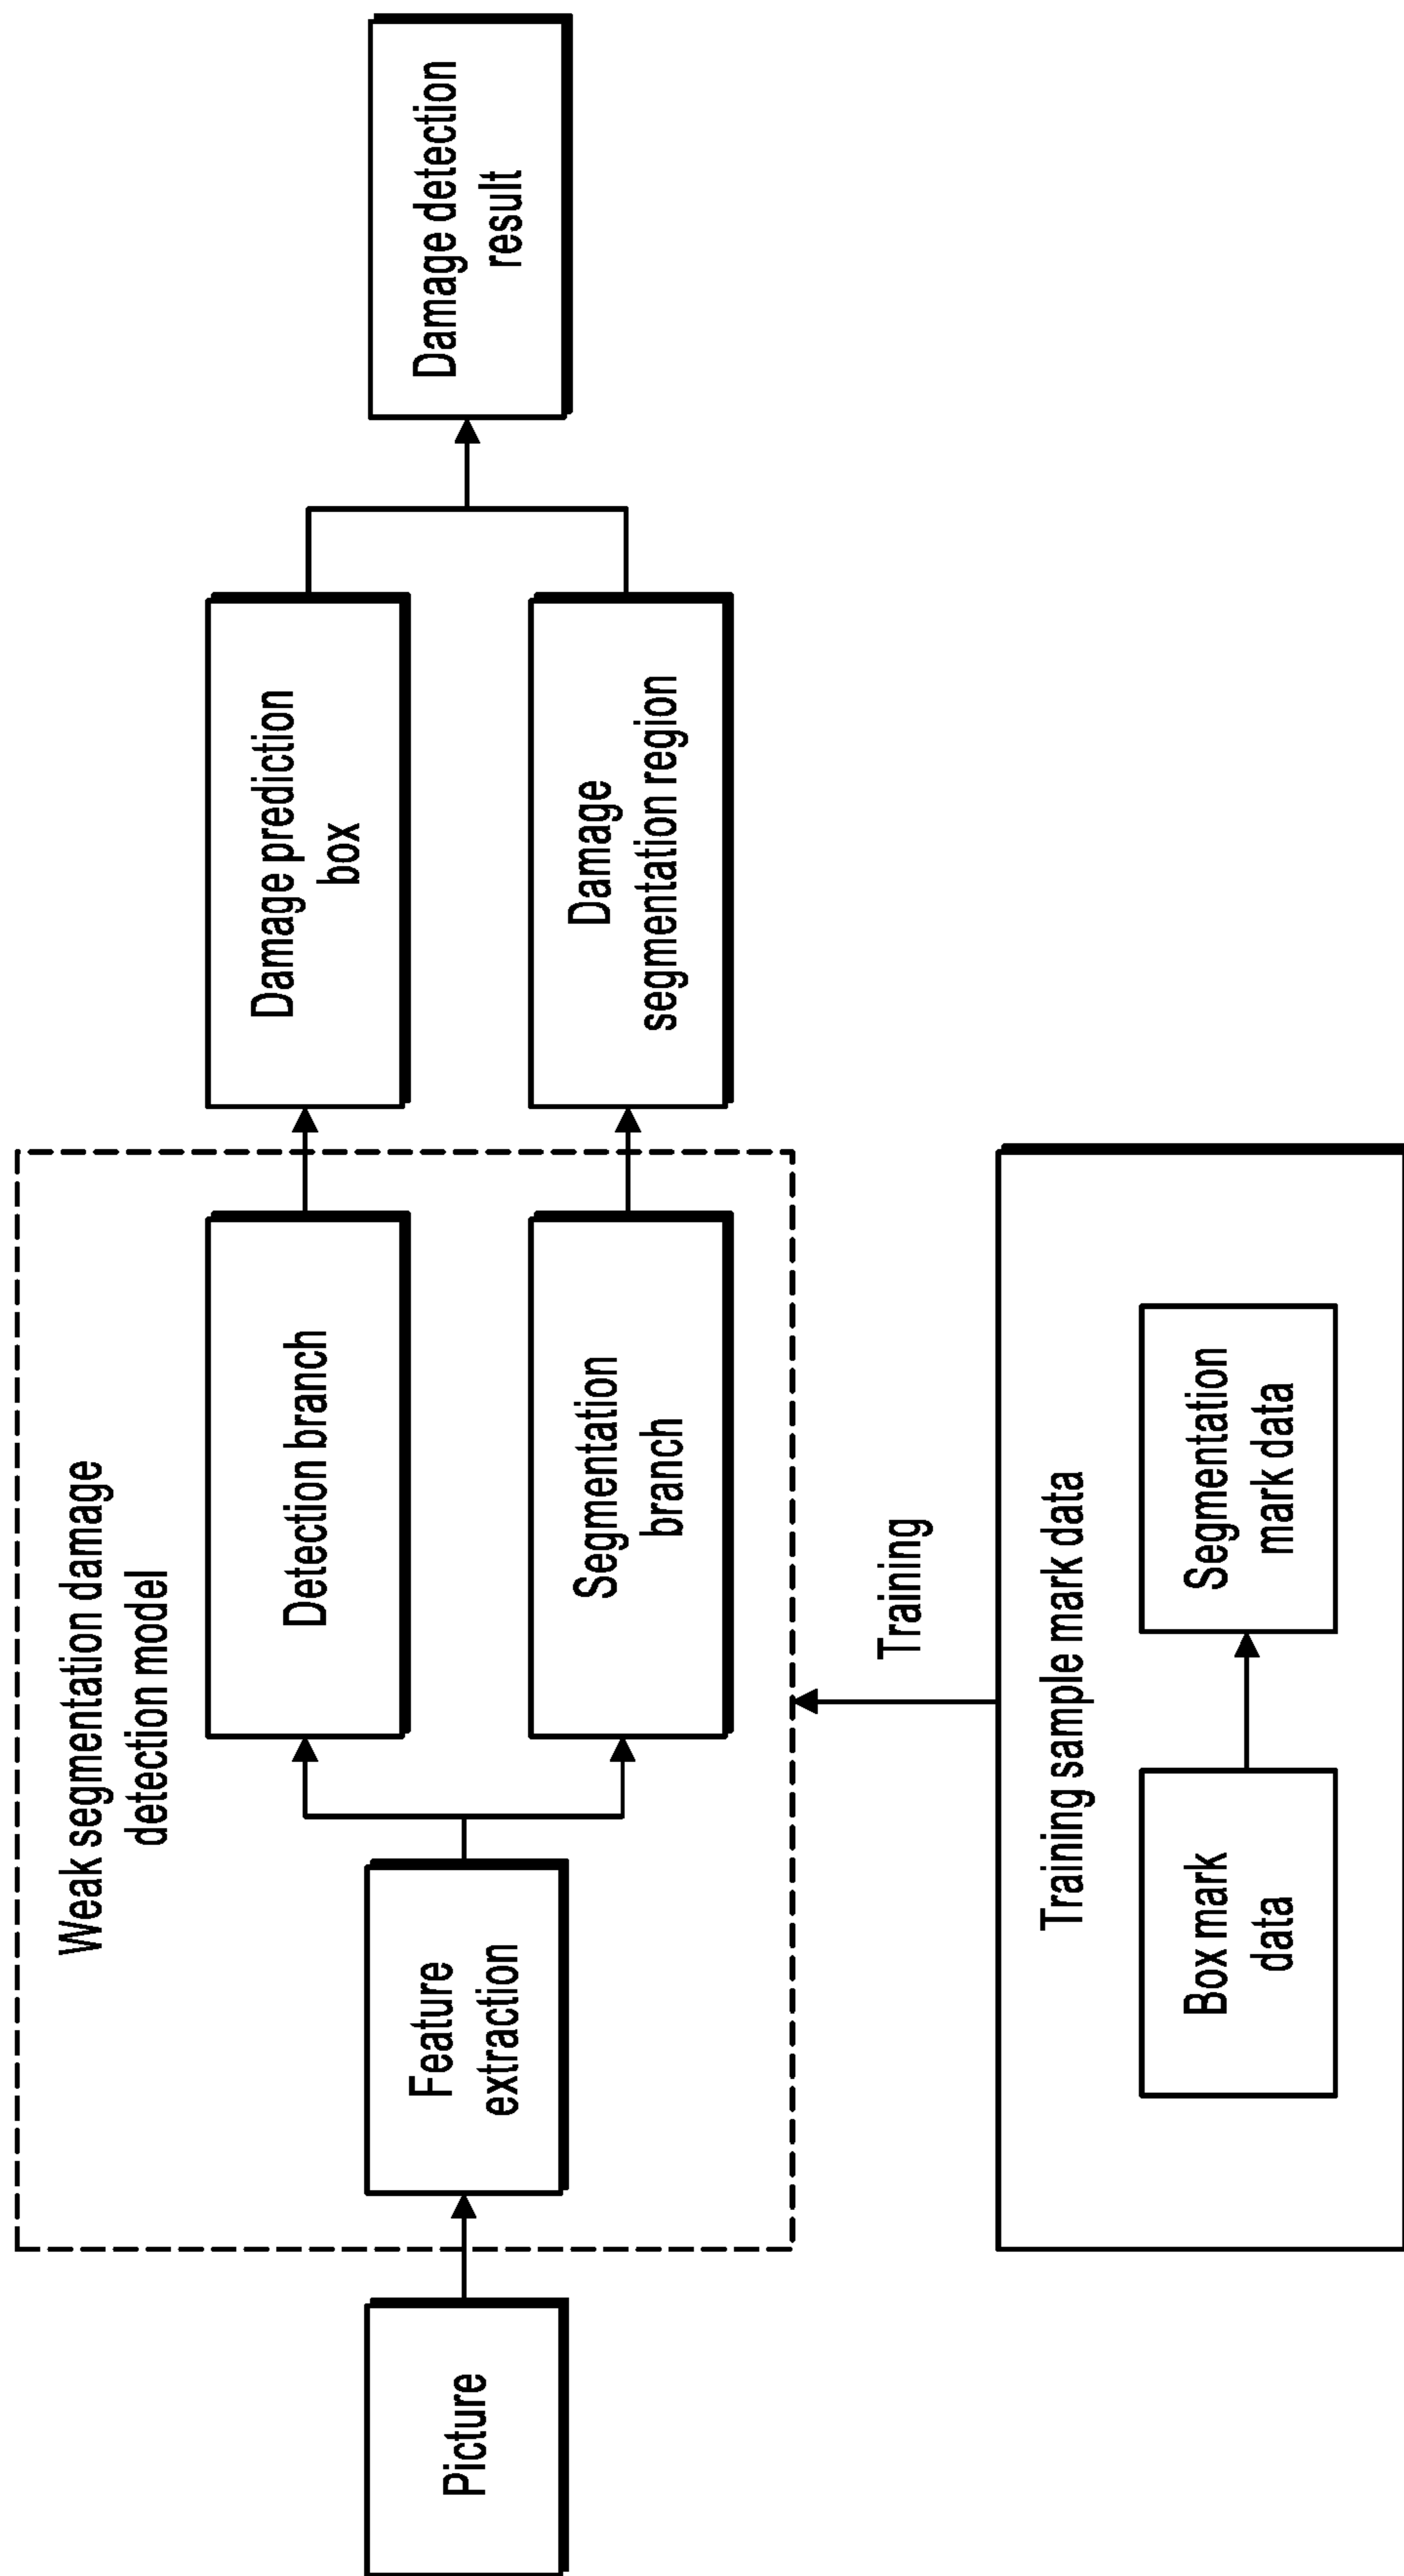 Weak segmentation damage
detection model
Picture
Feature
extraction
Detection branch
Segmentation
branch
Damage prediction
box
Damage
segmentation region
Damage detection
result
Training
Training sample mark data
Box mark
data
Segmentation
mark data